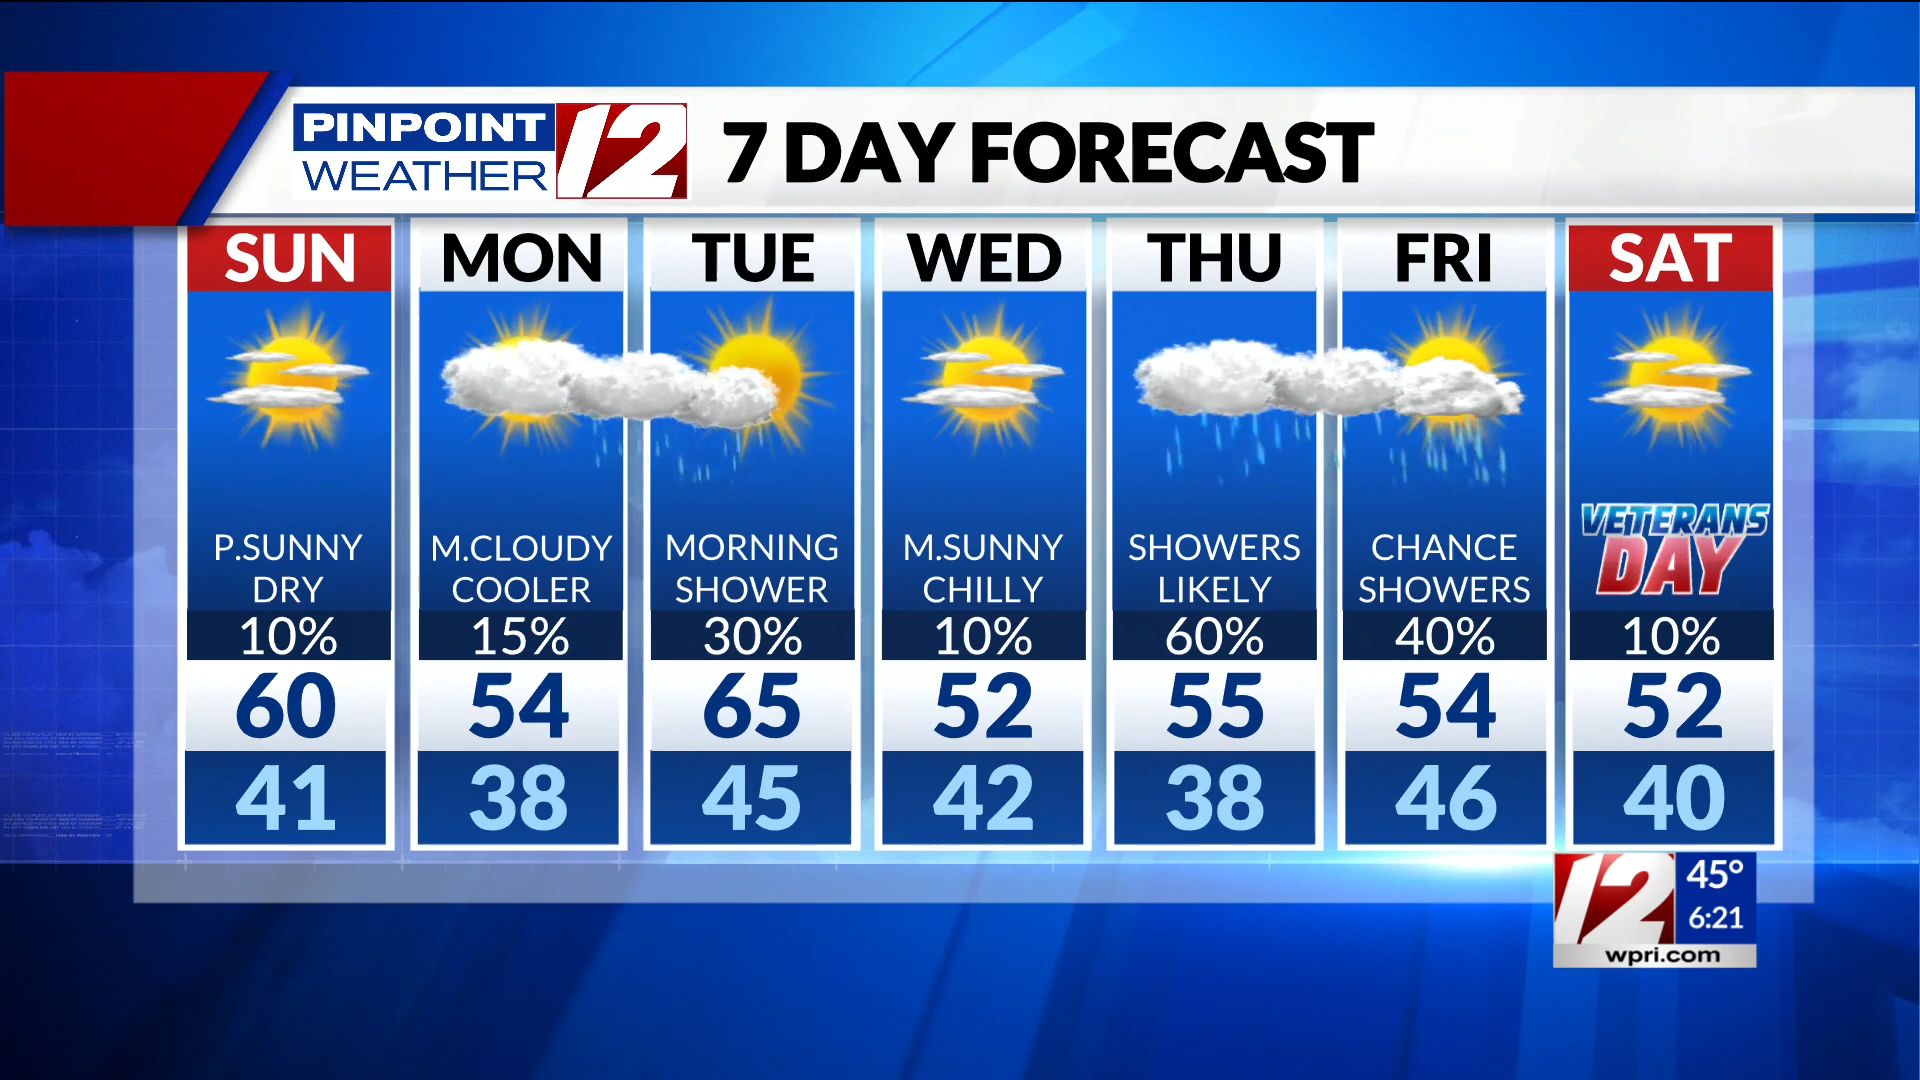 PINPOINT
WEATHER 12
7 DAY FORECAST
SUN MON TUE WED THU FRI SAT
P.SUNNY M.CLOUDY MORNING M.SUNNY SHOWERS CHANCE VETERANS
DRY COOLER SHOWER CHILLY LIKELY SHOWERS DAY
10% 15% 30% 10% 60% 40% 10%
60 54 65 52 55 54 52
41 38 45 42 38 46 40
12 45°
6:21
wpri.com